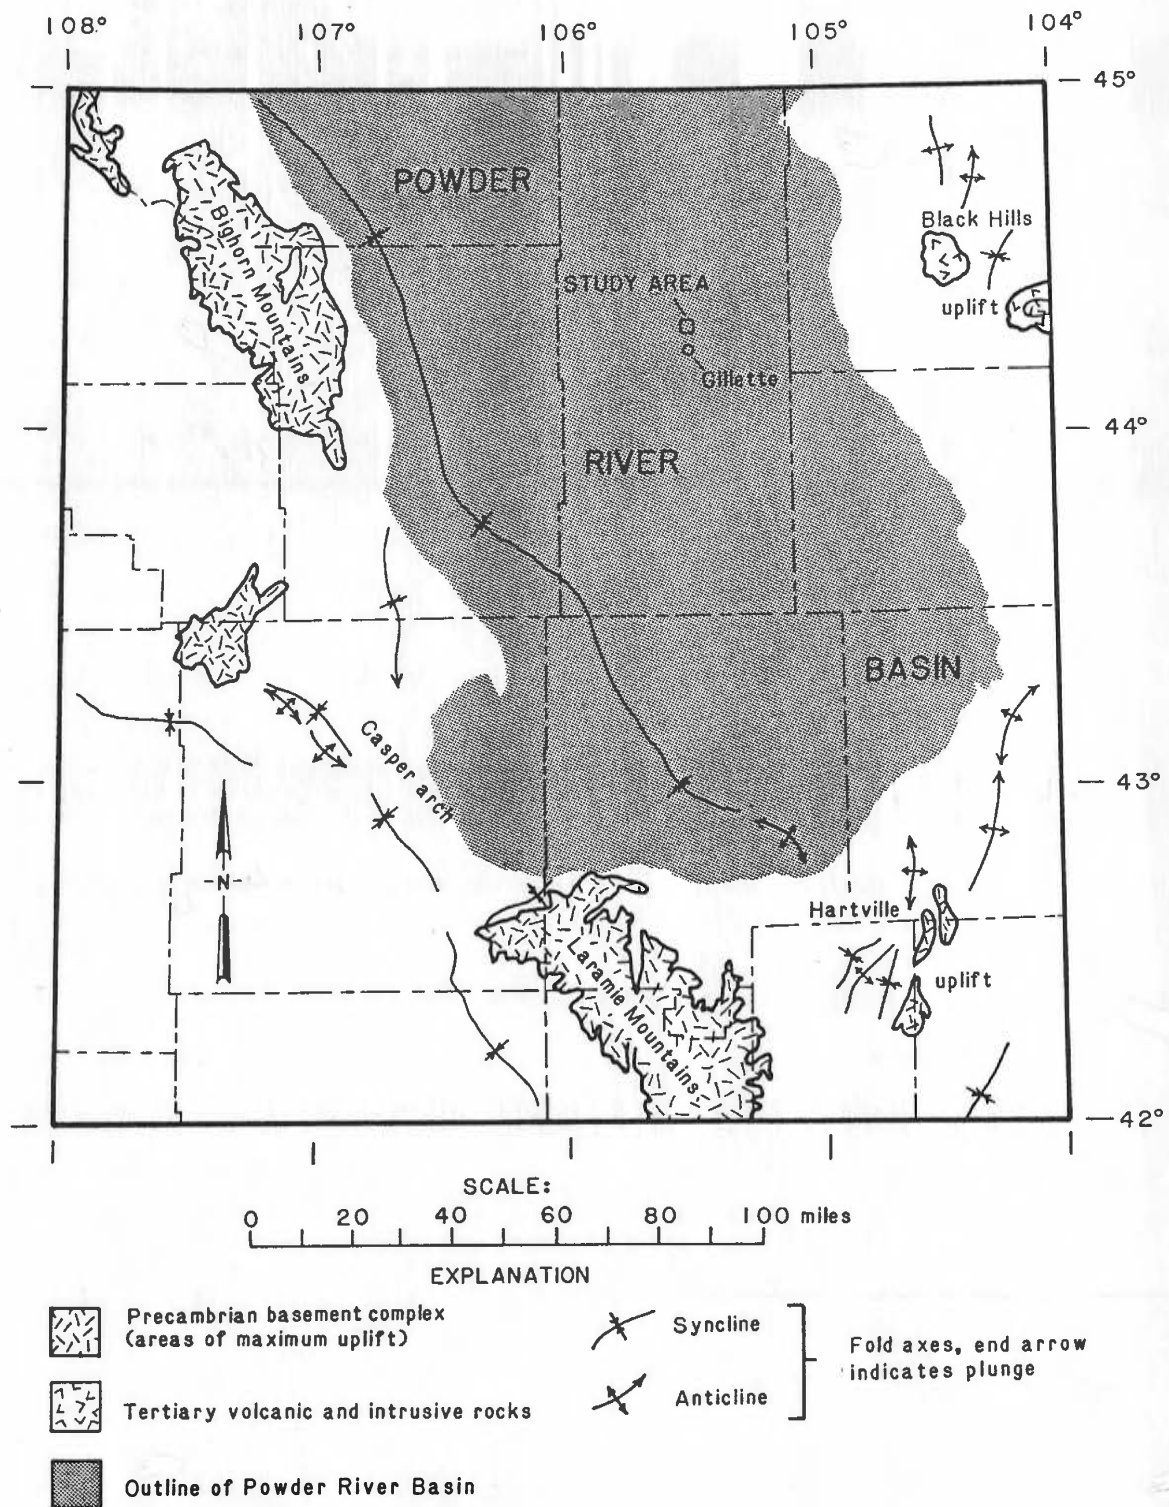 108.° 107° 106° 105° 104°
45°
POWDER
Bighorn Mountains
Black Hills
STUDY AREA
uplift
Gillette
44°
RIVER
BASIN
Casper arch
43°
N
Hartville
Laramie Mountains
uplift
42°
SCALE:
0 20 40 60 80 100 miles
EXPLANATION
Precambrian basement complex
(areas of maximum uplift)
Tertiary volcanic and intrusive rocks
Outline of Powder River Basin
Syncline
Anticline
Fold axes, end arrow
indicates plunge